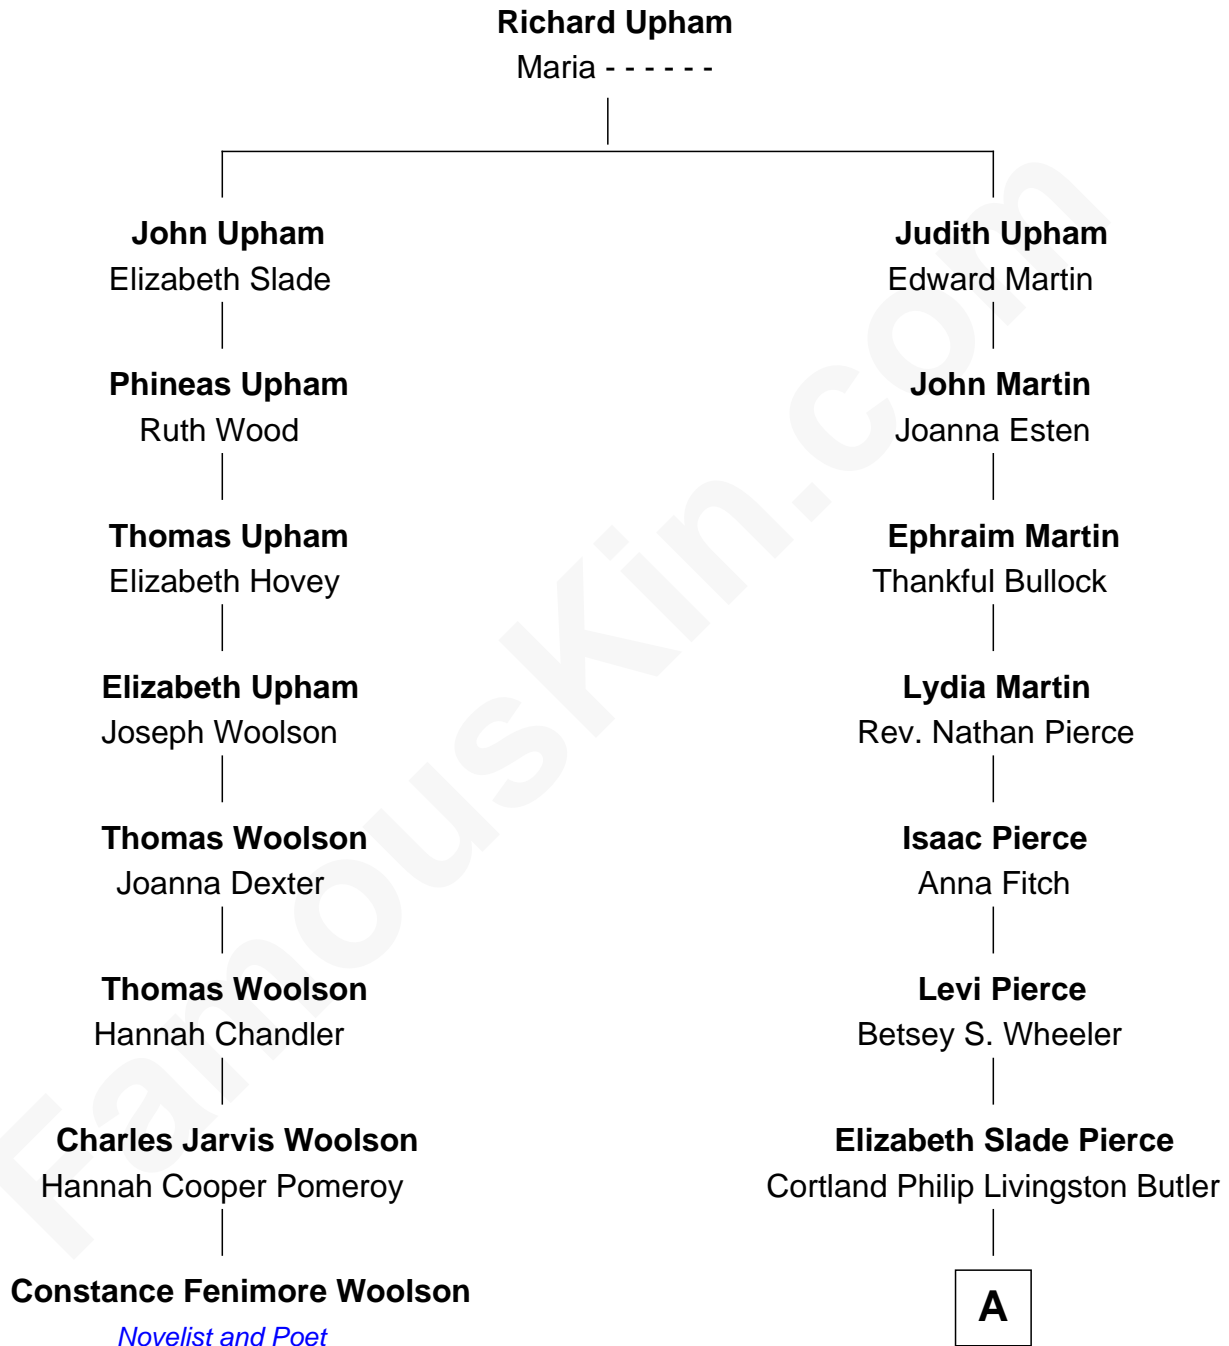 Richard Upham
Maria - - - - - -
John Upham
Elizabeth Slade
Judith Upham
Edward Martin
Phineas Upham
Ruth Wood
John Martin
Joanna Esten
Thomas Upham
Elizabeth Hovey
Ephraim Martin
Thankful Bullock
Elizabeth Upham
Joseph Woolson
Lydia Martin
Rev. Nathan Pierce
Thomas Woolson
Joanna Dexter
Isaac Pierce
Anna Fitch
Thomas Woolson
Hannah Chandler
Levi Pierce
Betsey S. Wheeler
Charles Jarvis Woolson
Hannah Cooper Pomeroy
Elizabeth Slade Pierce
Cortland Philip Livingston Butler
Constance Fenimore Woolson
Novelist and Poet
A
FamousKin.com